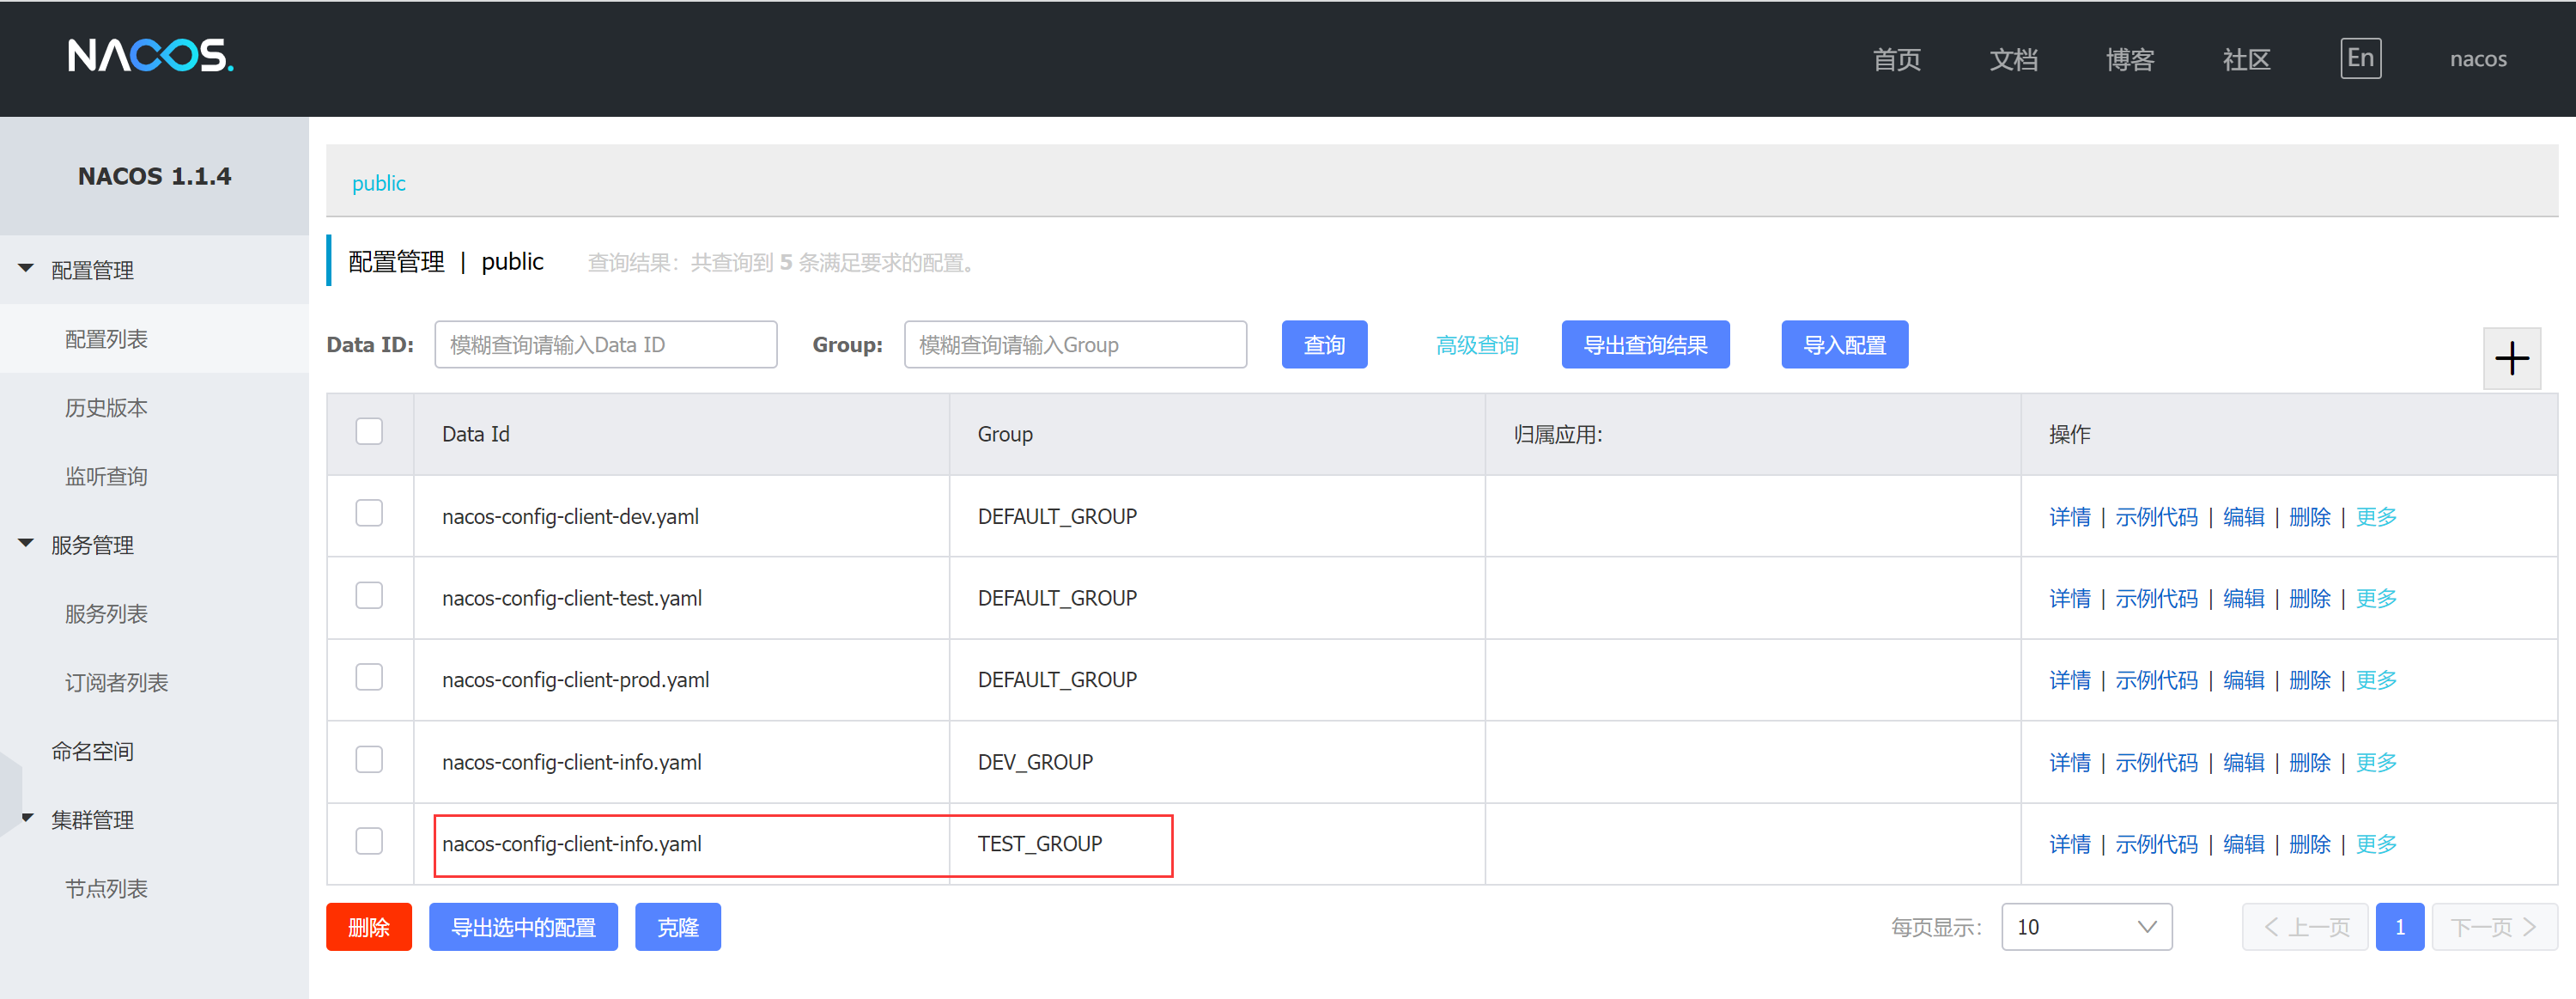 NACOS.
首页 文档 博客 社区 En nacos
NACOS 1.1.4
配置管理
配置列表
历史版本
监听查询
服务管理
服务列表
订阅者列表
命名空间
集群管理
节点列表
public
配置管理 | public 查询结果：共查询到 5 条满足要求的配置。
Data ID: 模糊查询请输入Data ID Group: 模糊查询请输入Group 查询 高级查询 导出查询结果 导入配置
Data Id Group 归属应用: 操作
nacos-config-client-dev.yaml DEFAULT_GROUP 详情 | 示例代码 | 编辑 | 删除 | 更多
nacos-config-client-test.yaml DEFAULT_GROUP 详情 | 示例代码 | 编辑 | 删除 | 更多
nacos-config-client-prod.yaml DEFAULT_GROUP 详情 | 示例代码 | 编辑 | 删除 | 更多
nacos-config-client-info.yaml DEV_GROUP 详情 | 示例代码 | 编辑 | 删除 | 更多
nacos-config-client-info.yaml TEST_GROUP 详情 | 示例代码 | 编辑 | 删除 | 更多
删除 导出选中的配置 克隆 每页显示： 10 上一页 1 下一页